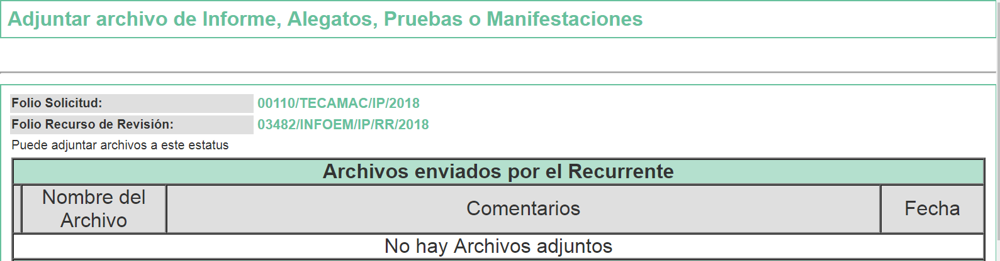 Adjuntar archivo de Informe, Alegatos, Pruebas o Manifestaciones
Folio Solicitud: 00110/TECAMAC/IP/2018
Folio Recurso de Revisión: 03482/INFOEM/IP/RR/2018
Puede adjuntar archivos a este estatus
Archivos enviados por el Recurrente
Nombre del
Archivo
Comentarios
Fecha
No hay Archivos adjuntos